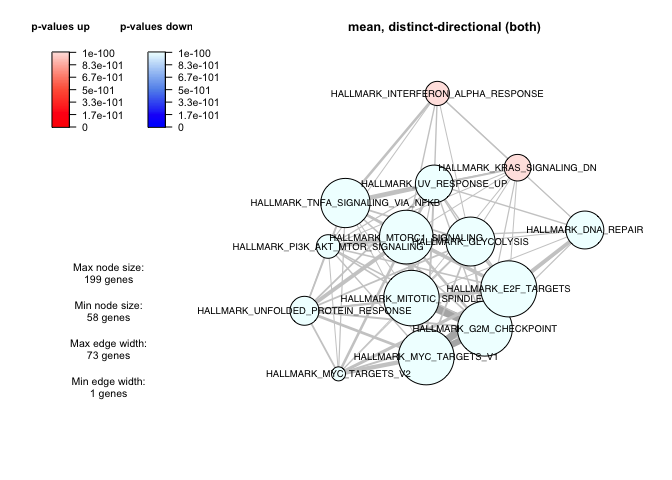 p-values up
p-values down
mean, distinct-directional (both)
1e-100
8.3e-101
6.7e-101
5e-101
3.3e-101
1.7e-101
0
1e-100
8.3e-101
6.7e-101
5e-101
3.3e-101
1.7e-101
0
HALLMARK_INTERFERON_ALPHA_RESPONSE
HALLMARK_KRAS_SIGNALING_DN
HALLMARK_UV_RESPONSE_UP
HALLMARK_TNFA_SIGNALING_VIA_NFKB
HALLMARK_DNA_REPAIR
HALLMARK_MTORC1_SIGNALING
HALLMARK_GLYCOLYSIS
HALLMARK_PI3K_AKT_MTOR_SIGNALING
HALLMARK_E2F_TARGETS
HALLMARK_MITOTIC_SPINDLE
HALLMARK_UNFOLDED_PROTEIN_RESPONSE
HALLMARK_G2M_CHECKPOINT
HALLMARK_MYC_TARGETS_V1
HALLMARK_MYC_TARGETS_V2
Max node size:
199 genes
Min node size:
58 genes
Max edge width:
73 genes
Min edge width:
1 genes